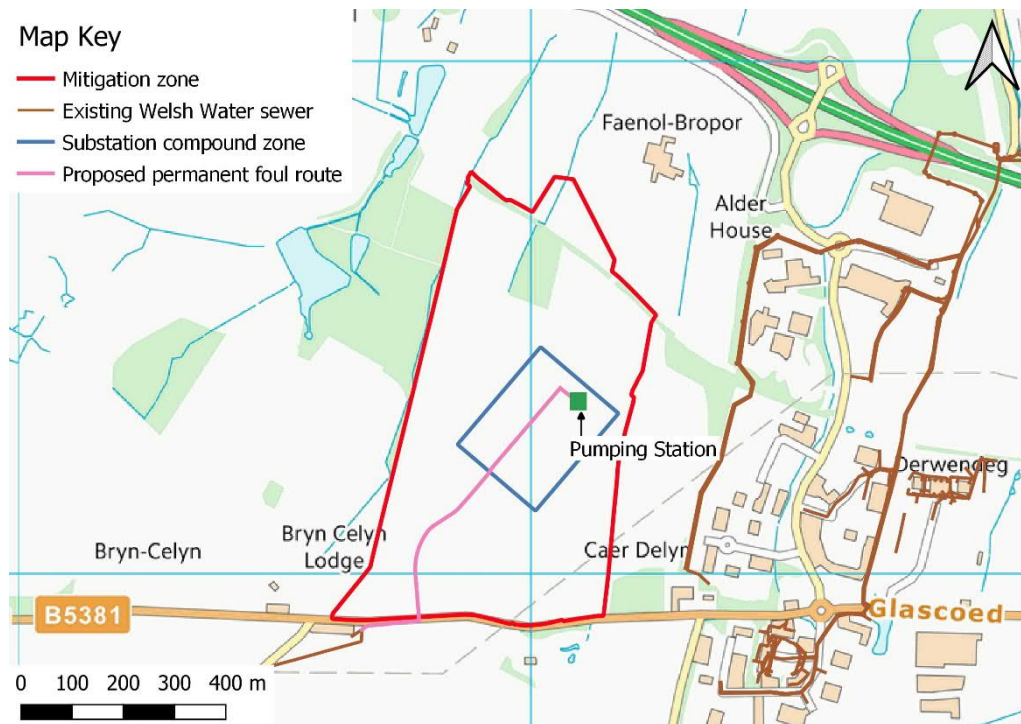 Map Key
Mitigation zone
Existing Welsh Water sewer
Substation compound zone
Proposed permanent foul route
Faenol-Bropor
Alder
House
Pumping Station
Derwendeg
Bryn-Celyn
Bryn Celyn
Lodge
Caer Delyn
B5381
Glascoed
0 100 200 300 400 m